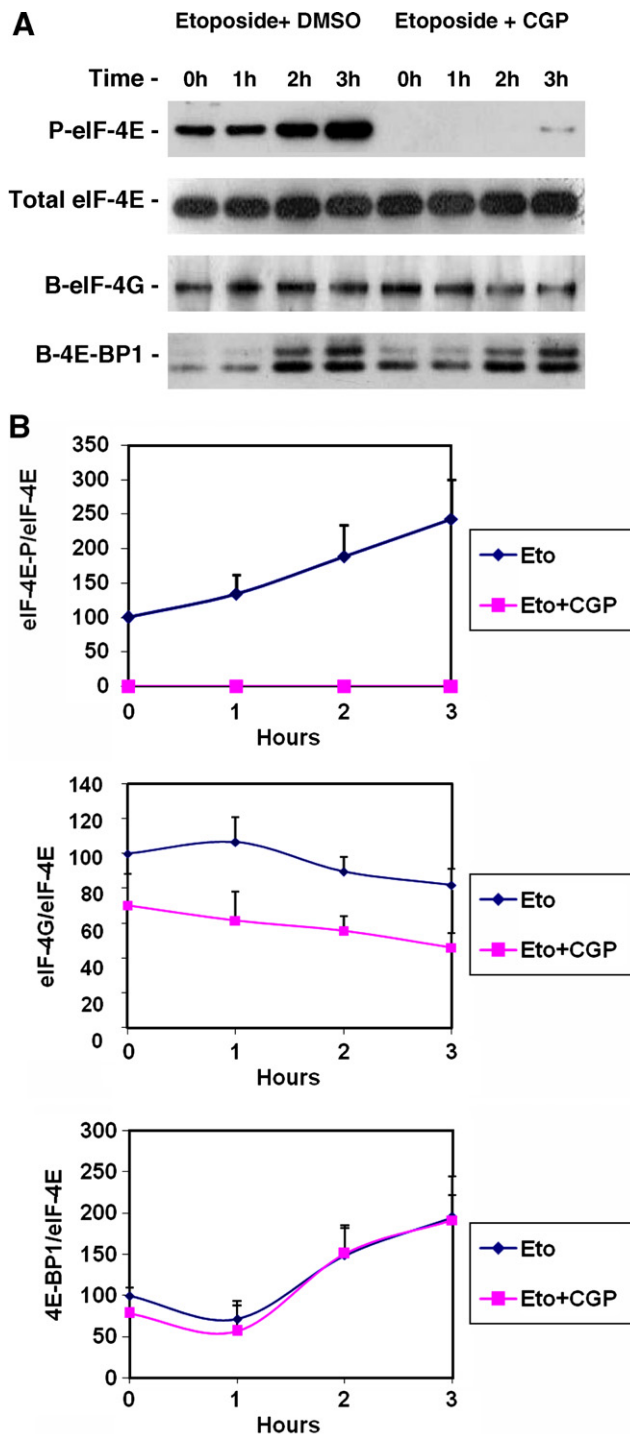 A
Etoposide+ DMSO Etoposide + CGP
Time - 0h 1h 2h 3h 0h 1h 2h 3h
P-eIF-4E -
Total eIF-4E -
B-eIF-4G -
B-4E-BP1 -
B
eIF-4E-P/eIF-4E
350
300
250
200
150
100
50
0
0 1 2 3
Hours
Eto
Eto+CGP
eIF-4G/eIF-4E
140
120
100
80
60
40
20
0
0 1 2 3
Hours
Eto
Eto+CGP
4E-BP1/eIF-4E
300
250
200
150
100
50
0
0 1 2 3
Hours
Eto
Eto+CGP